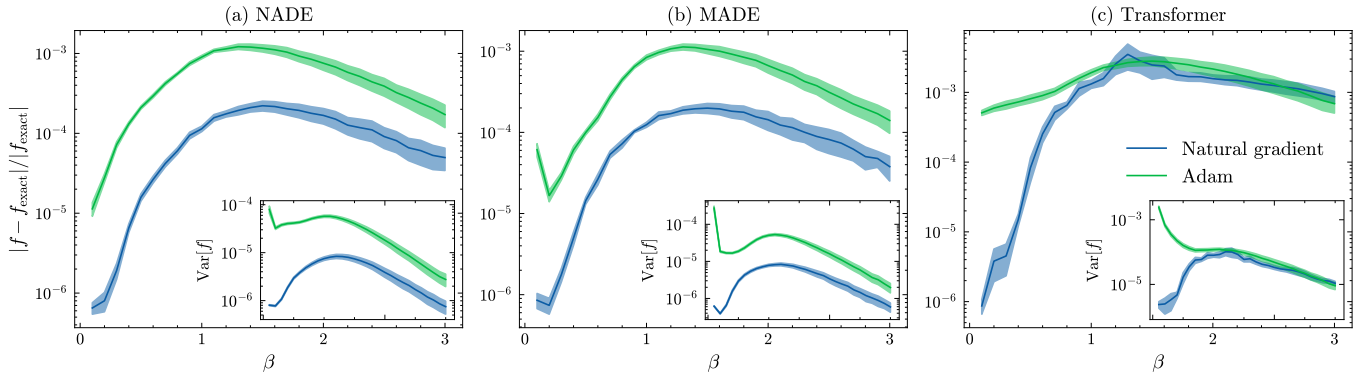 (a) NADE
(b) MADE
(c) Transformer
|f − f_exact|/|f_exact|
10⁻³
10⁻⁴
10⁻⁵
10⁻⁶
0 1 2 3
β
Var[f]
10⁻⁴
10⁻⁵
10⁻⁶
10⁻³
10⁻⁴
10⁻⁵
10⁻⁶
0 1 2 3
β
Var[f]
10⁻⁴
10⁻⁵
10⁻⁶
10⁻³
10⁻⁴
10⁻⁵
10⁻⁶
0 1 2 3
β
Natural gradient
Adam
Var[f]
10⁻³
10⁻⁵